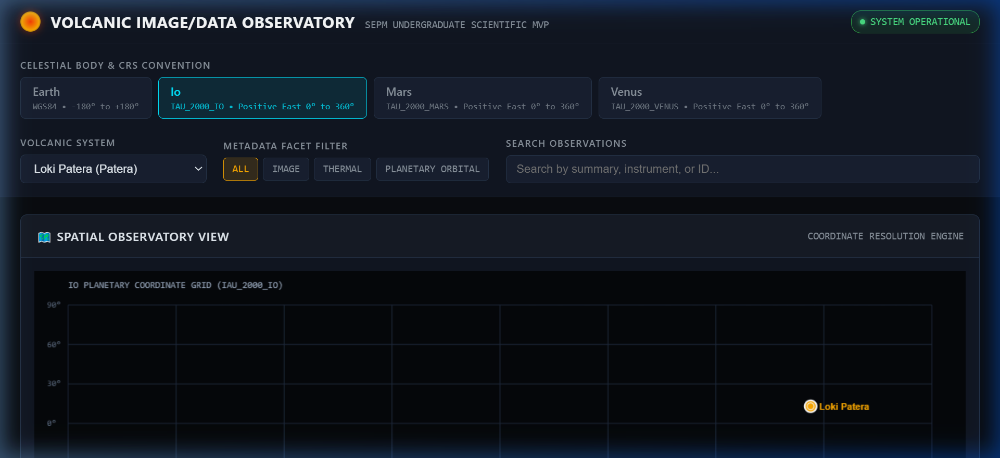 VOLCANIC IMAGE/DATA OBSERVATORY SEPM UNDERGRADUATE SCIENTIFIC MVP
SYSTEM OPERATIONAL
CELESTIAL BODY & CRS CONVENTION
Earth
WGS84 • -180° to +180°
Io
IAU_2000_IO • Positive East 0° to 360°
Mars
IAU_2000_MARS • Positive East 0° to 360°
Venus
IAU_2000_VENUS • Positive East 0° to 360°
VOLCANIC SYSTEM
Loki Patera (Patera)
METADATA FACET FILTER
ALL
IMAGE
THERMAL
PLANETARY ORBITAL
SEARCH OBSERVATIONS
Search by summary, instrument, or ID...
SPATIAL OBSERVATORY VIEW
COORDINATE RESOLUTION ENGINE
IO PLANETARY COORDINATE GRID (IAU_2000_IO)
90°
60°
30°
Loki Patera
0°